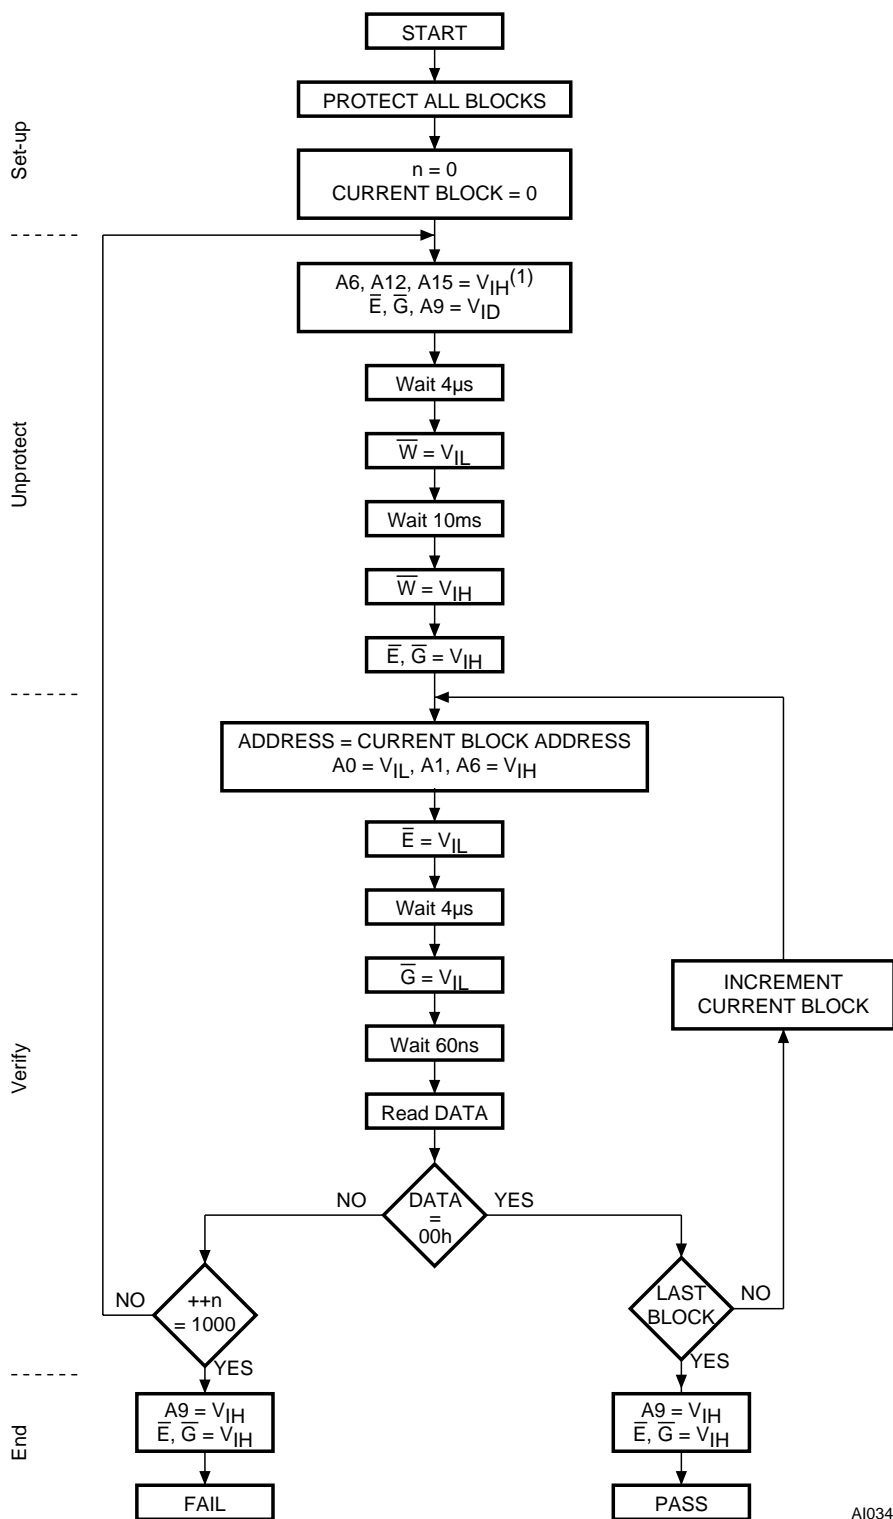 START
PROTECT ALL BLOCKS
Set-up
n = 0
CURRENT BLOCK = 0
A6, A12, A15 = VIH(1)
E̅, G̅, A9 = VID
Wait 4µs
Unprotect
W̅ = VIL
Wait 10ms
W̅ = VIH
E̅, G̅ = VIH
ADDRESS = CURRENT BLOCK ADDRESS
A0 = VIL, A1, A6 = VIH
E̅ = VIL
Wait 4µs
G̅ = VIL
INCREMENT
CURRENT BLOCK
Wait 60ns
Verify
Read DATA
NO
DATA
=
00h
YES
NO
++n
= 1000
YES
LAST
BLOCK
NO
YES
End
A9 = VIH
E̅, G̅ = VIH
A9 = VIH
E̅, G̅ = VIH
FAIL
PASS
AI034